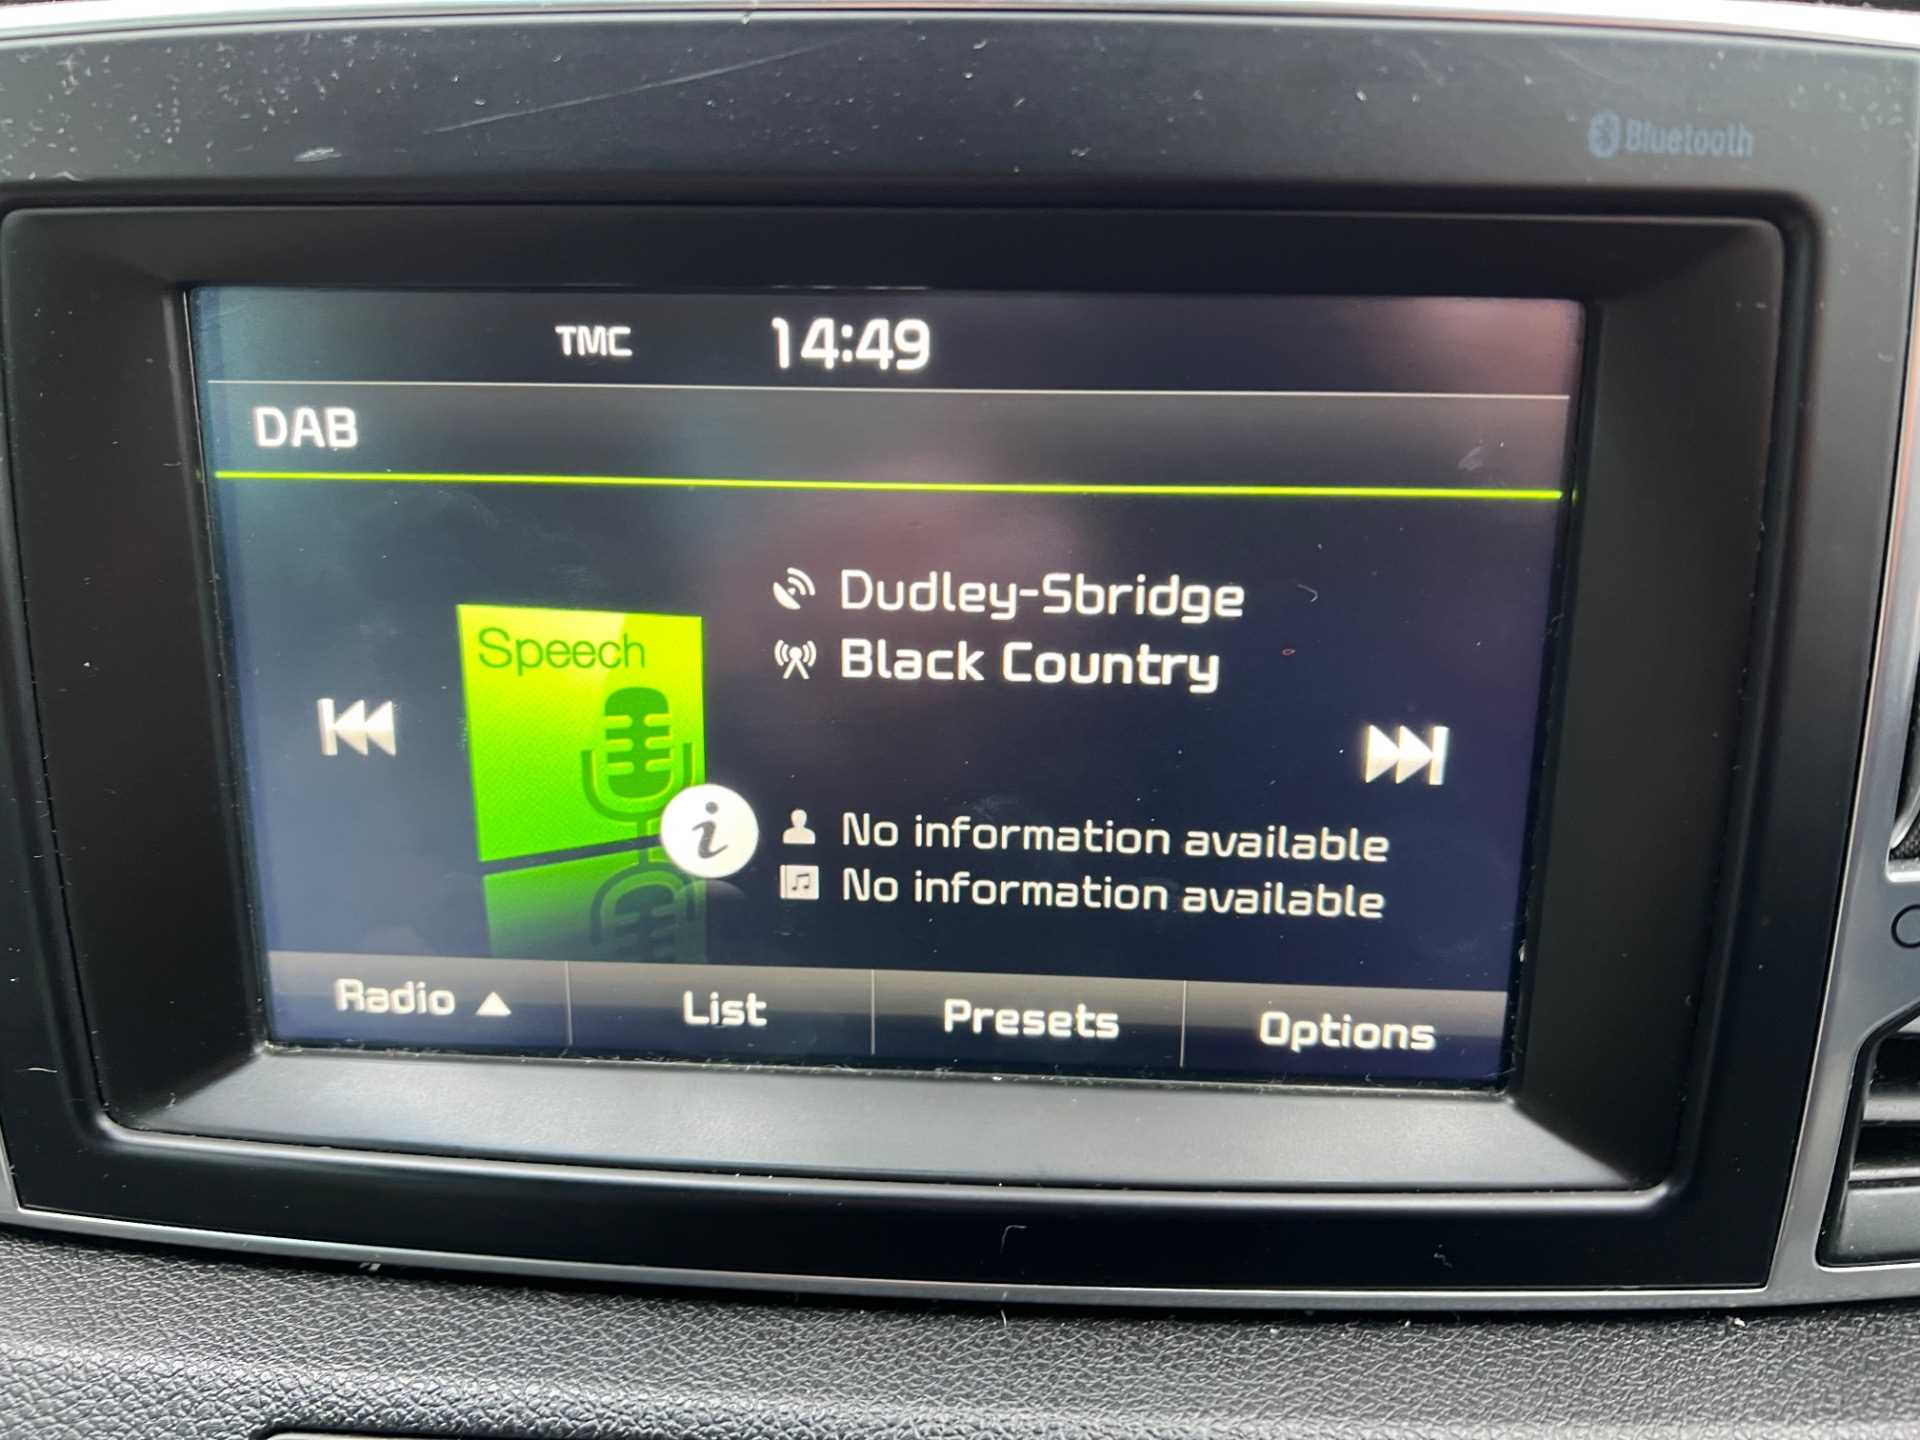 Bluetooth
TMC 14:49
DAB
Dudley-Sbridge
Black Country
Speech
No information available
No information available
Radio ▲ List Presets Options